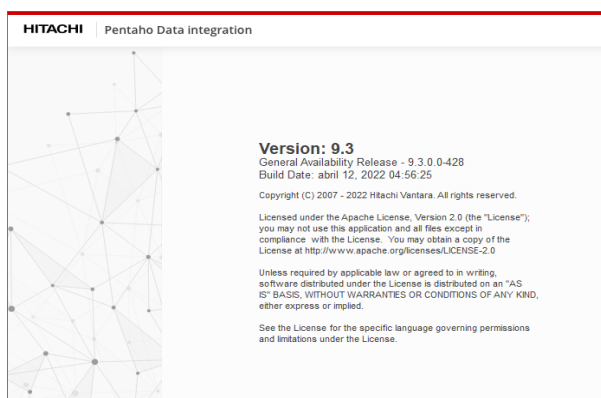 HITACHI Pentaho Data integration
Version: 9.3
General Availability Release - 9.3.0.0-428
Build Date: abril 12, 2022 04:56:25
Copyright (C) 2007 - 2022 Hitachi Vantara. All rights reserved.
Licensed under the Apache License, Version 2.0 (the "License");
you may not use this application and all files except in
compliance with the License. You may obtain a copy of the
License at http://www.apache.org/licenses/LICENSE-2.0
Unless required by applicable law or agreed to in writing,
software distributed under the License is distributed on an "AS
IS" BASIS, WITHOUT WARRANTIES OR CONDITIONS OF ANY KIND,
either express or implied.
See the License for the specific language governing permissions
and limitations under the License.